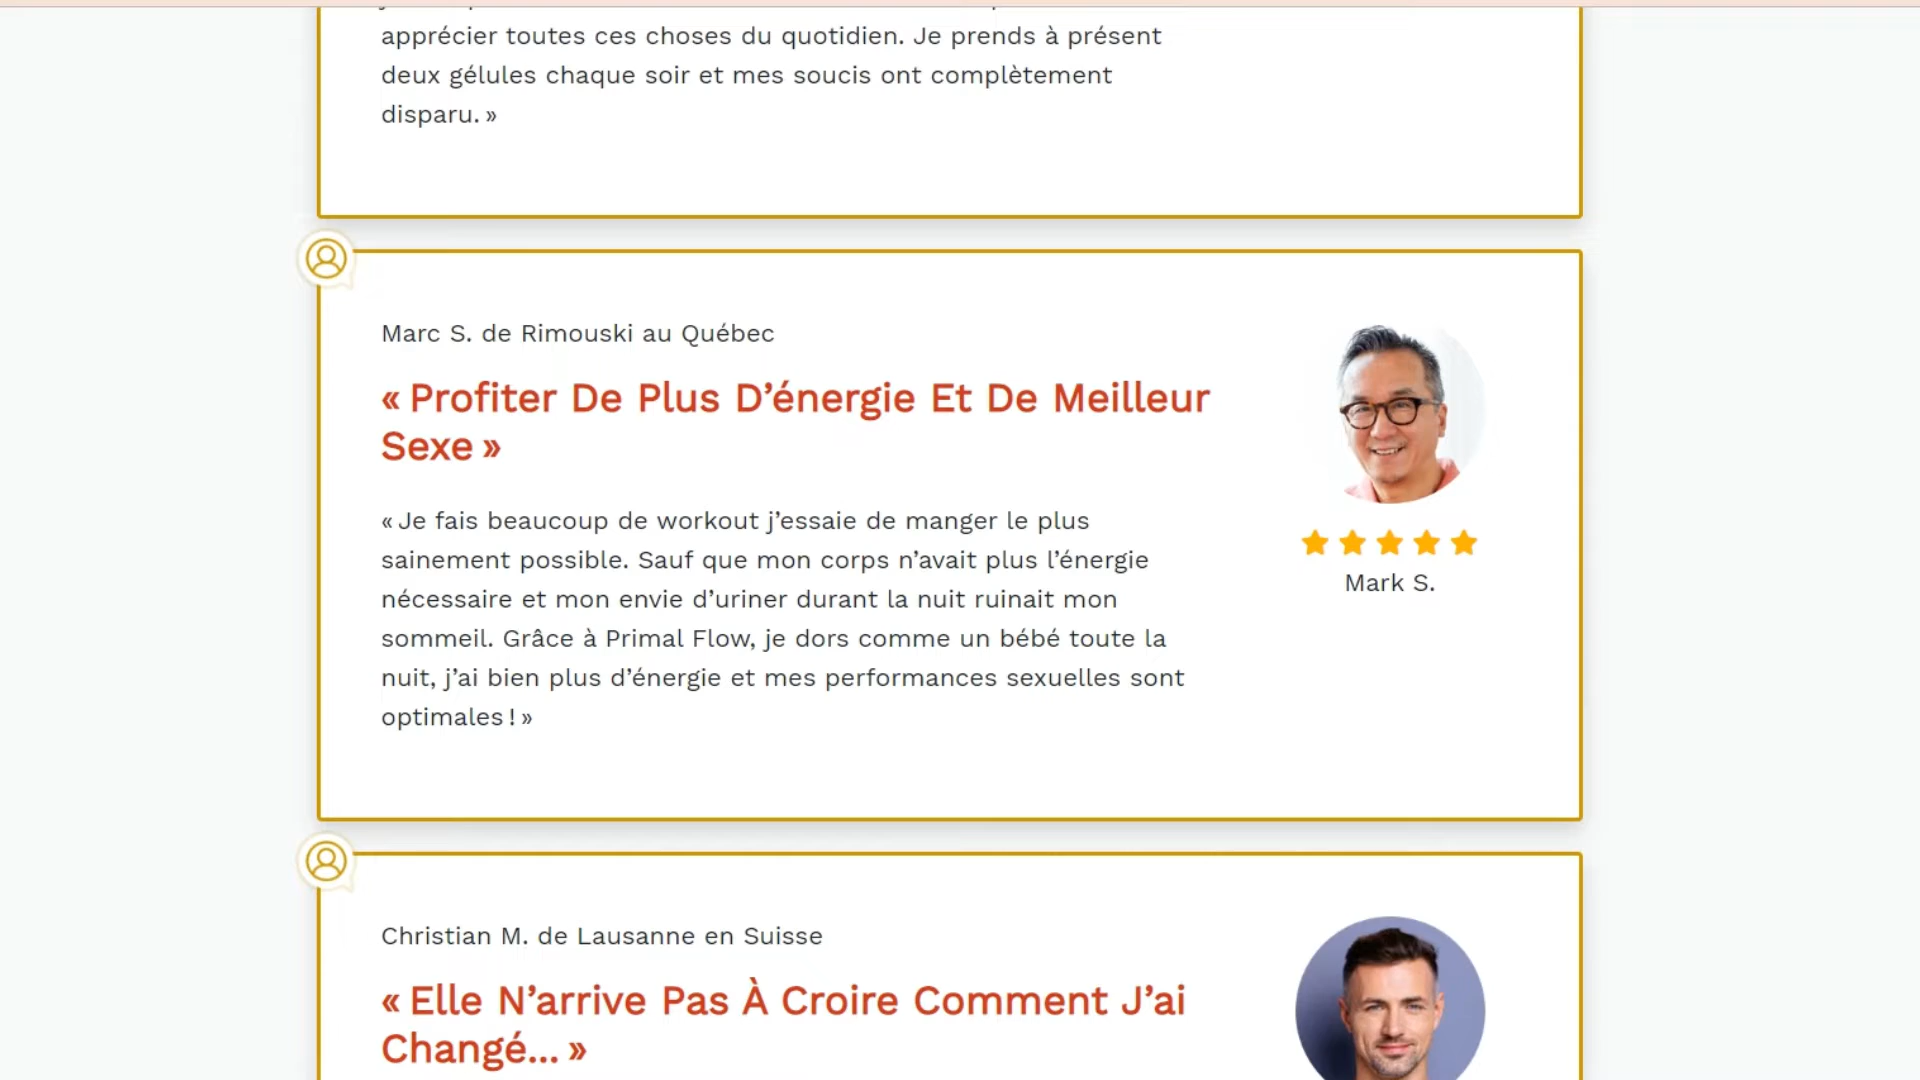 apprécier toutes ces choses du quotidien. Je prends à présent
deux gélules chaque soir et mes soucis ont complètement
disparu. »
Marc S. de Rimouski au Québec
« Profiter De Plus D’énergie Et De Meilleur
Sexe »
« Je fais beaucoup de workout j’essaie de manger le plus
sainement possible. Sauf que mon corps n’avait plus l’énergie
nécessaire et mon envie d’uriner durant la nuit ruinait mon
sommeil. Grâce à Primal Flow, je dors comme un bébé toute la
nuit, j’ai bien plus d’énergie et mes performances sexuelles sont
optimales ! »
Mark S.
Christian M. de Lausanne en Suisse
« Elle N’arrive Pas À Croire Comment J’ai
Changé... »